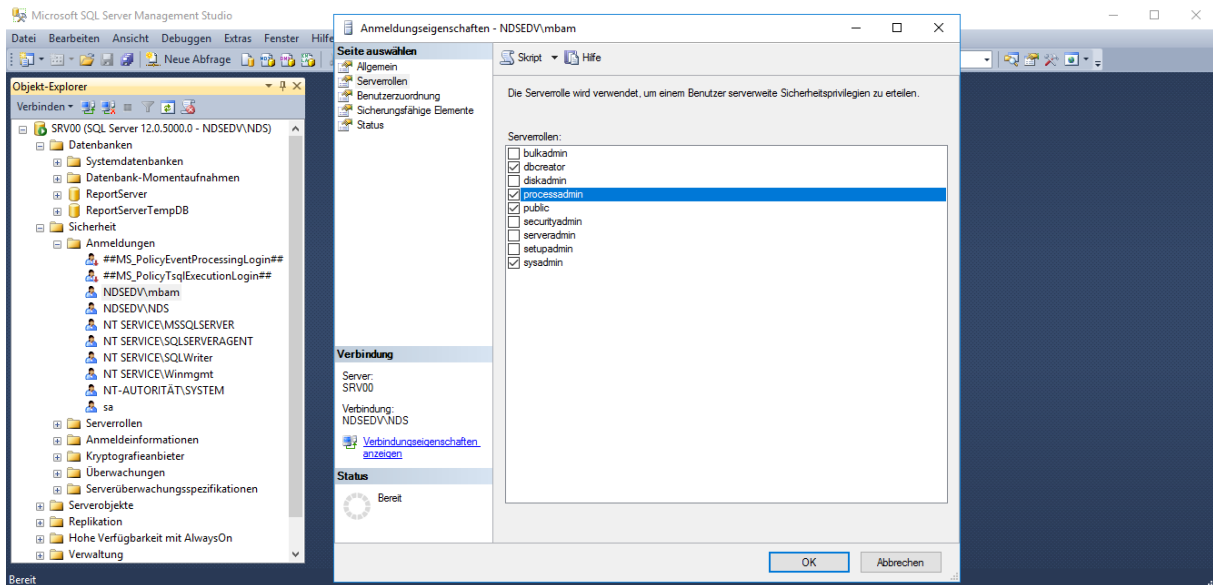 Microsoft SQL Server Management Studio
Datei Bearbeiten Ansicht Debuggen Extras Fenster Hilfe
Neue Abfrage
Objekt-Explorer
Verbinden
SRV00 (SQL Server 12.0.5000.0 - NDSEDV\NDS)
Datenbanken
Systemdatenbanken
Datenbank-Momentaufnahmen
ReportServer
ReportServerTempDB
Sicherheit
Anmeldungen
##MS_PolicyEventProcessingLogin##
##MS_PolicyTsqlExecutionLogin##
NDSEDV\mbam
NDSEDV\NDS
NT SERVICE\MSSQLSERVER
NT SERVICE\SQLSERVERAGENT
NT SERVICE\SQLWriter
NT SERVICE\Winmgmt
NT-AUTORITÄT\SYSTEM
sa
Serverrollen
Anmeldeinformationen
Kryptografieanbieter
Überwachungen
Serverüberwachungsspezifikationen
Serverobjekte
Replikation
Hohe Verfügbarkeit mit AlwaysOn
Verwaltung
Bereit
Anmeldungseigenschaften - NDSEDV\mbam
Seite auswählen
Allgemein
Serverrollen
Benutzerzuordnung
Sicherungsfähige Elemente
Status
Verbindung
Server:
SRV00
Verbindung:
NDSEDV\NDS
Verbindungseigenschaften
anzeigen
Status
Bereit
Skript Hilfe
Die Serverrolle wird verwendet, um einem Benutzer serverweite Sicherheitsprivilegien zu erteilen.
Serverrollen:
bulkadmin
dbcreator
diskadmin
processadmin
public
securityadmin
serveradmin
setupadmin
sysadmin
OK Abbrechen